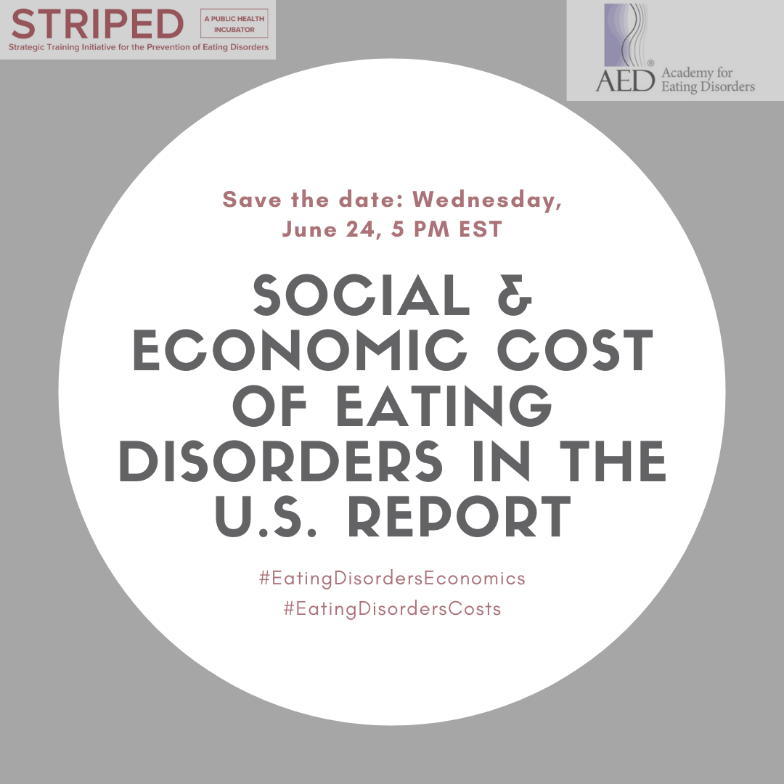 STRIPED
A PUBLIC HEALTH
INCUBATOR
Strategic Training Initiative for the Prevention of Eating Disorders
AED® Academy for
Eating Disorders
Save the date: Wednesday,
June 24, 5 PM EST
SOCIAL &
ECONOMIC COST
OF EATING
DISORDERS IN THE
U.S. REPORT
#EatingDisordersEconomics
#EatingDisordersCosts